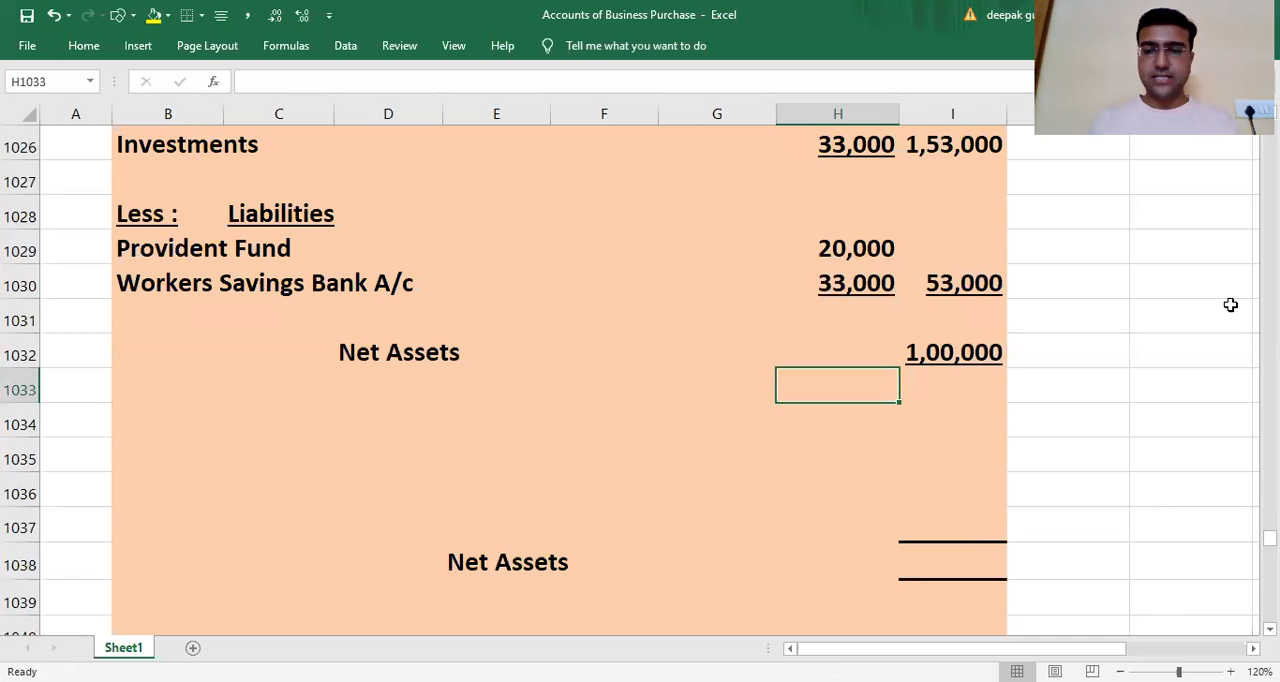 Accounts of Business Purchase - Excel
deepak gu
File Home Insert Page Layout Formulas Data Review View Help Tell me what you want to do
H1033 fx
A B C D E F G H I
1026 Investments 33,000 1,53,000
1027
1028 Less : Liabilities
1029 Provident Fund 20,000
1030 Workers Savings Bank A/c 33,000 53,000
1031
1032 Net Assets 1,00,000
1033
1034
1035
1036
1037
1038 Net Assets
1039
Sheet1
Ready 120%